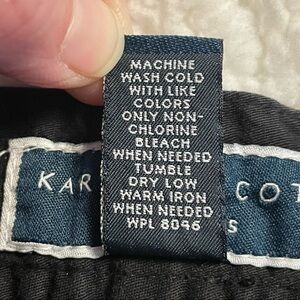 MACHINE
WASH COLD
WITH LIKE
COLORS
ONLY NON-
CHLORINE
BLEACH
WHEN NEEDED
TUMBLE
DRY LOW
WARM IRON
WHEN NEEDED
WPL 8096
KAR
COT
S